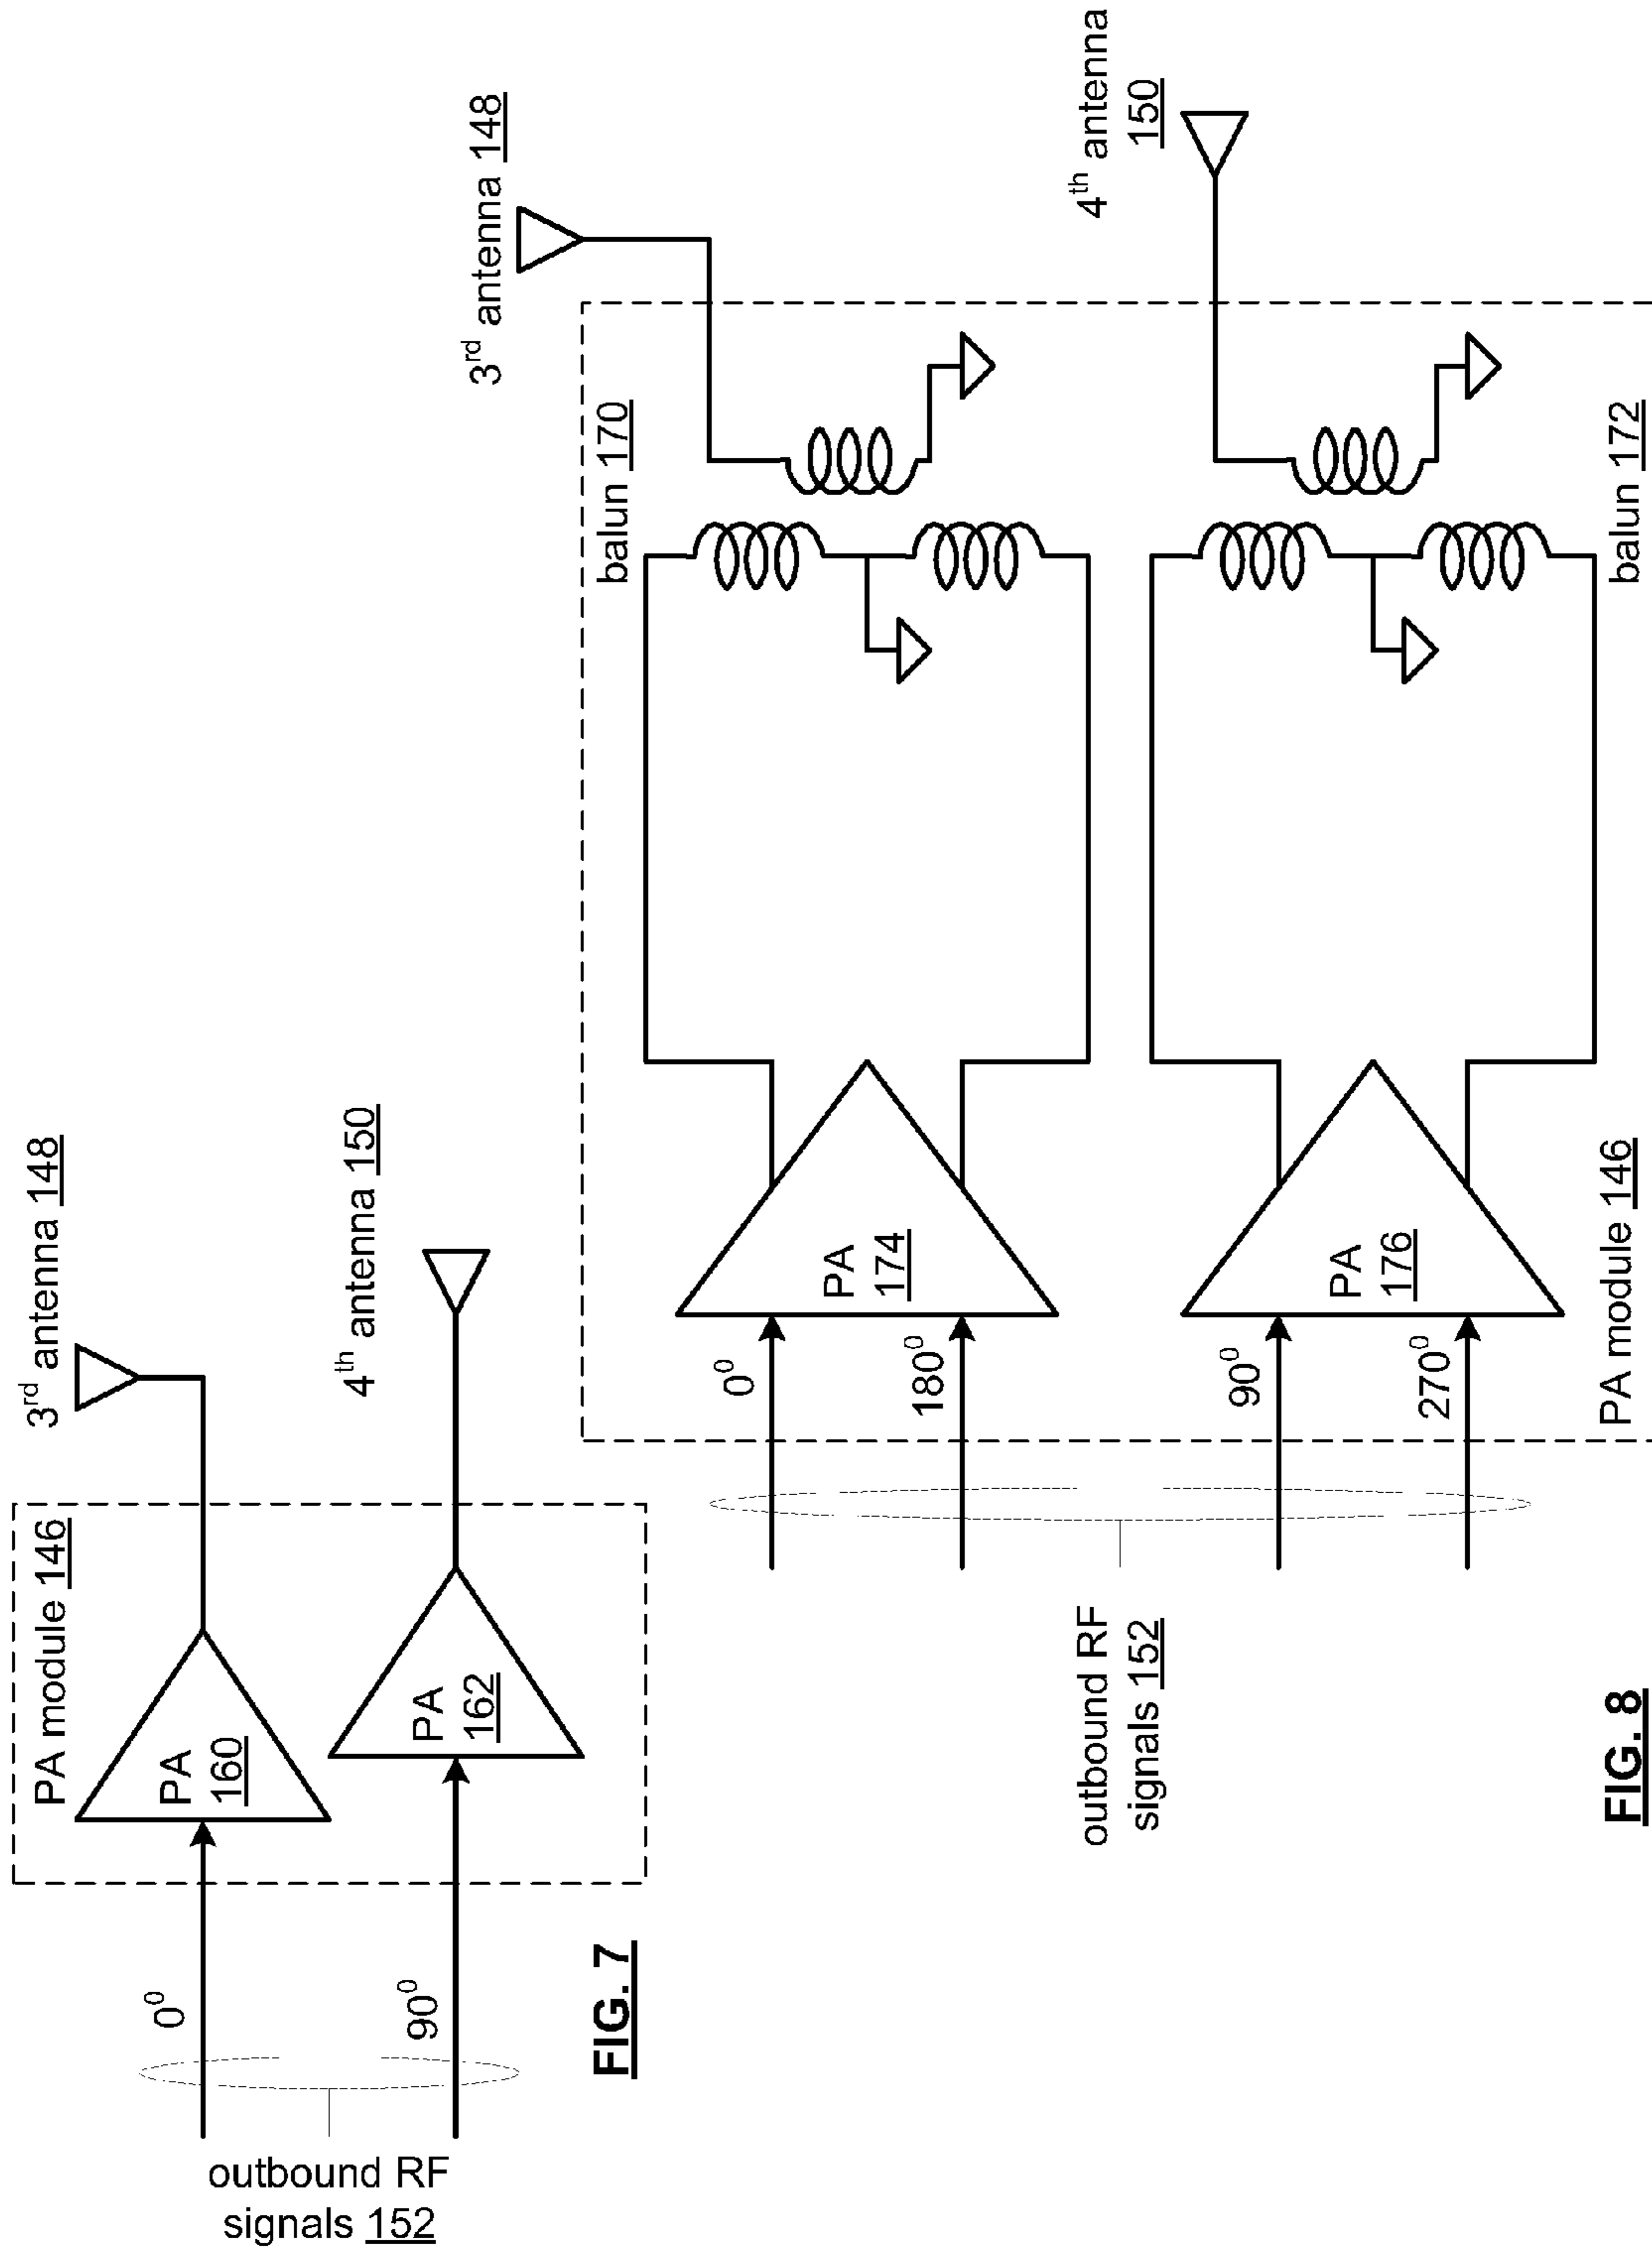 PA module 146
3rd antenna 148
0⁰
PA
160
4th antenna 150
90⁰
PA
162
outbound RF
signals 152
FIG. 7
3rd antenna 148
balun 170
0⁰
PA
174
180⁰
4th antenna
150
90⁰
PA
176
270⁰
outbound RF
signals 152
PA module 146
balun 172
FIG. 8